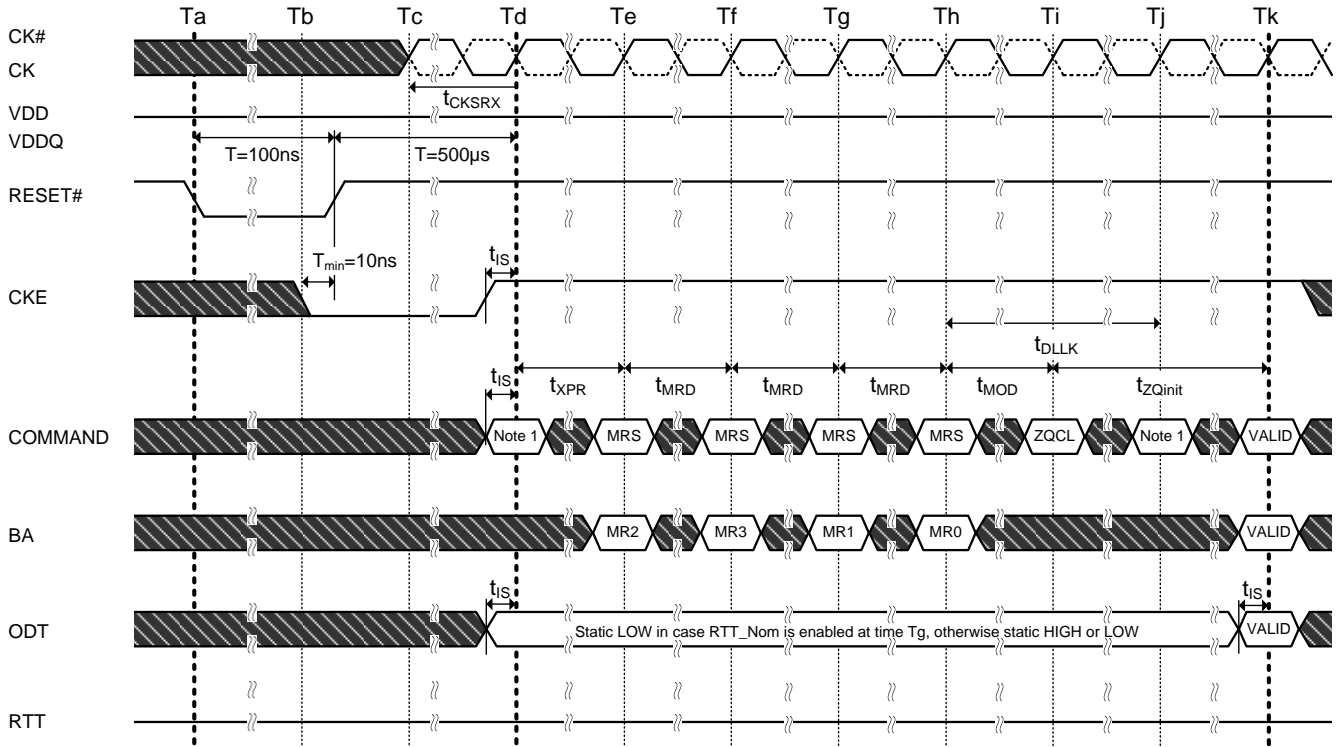 Ta Tb Tc Td Te Tf Tg Th Ti Tj Tk
CK#
CK
tCKSRX
VDD
VDDQ
T=100ns T=500µs
RESET#
Tmin=10ns tIS
CKE
tDLLK
tIS tXPR tMRD tMRD tMRD tMOD tZQinit
COMMAND Note 1 MRS MRS MRS MRS ZQCL Note 1 VALID
BA MR2 MR3 MR1 MR0 VALID
tIS tIS
ODT Static LOW in case RTT_Nom is enabled at time Tg, otherwise static HIGH or LOW VALID
RTT